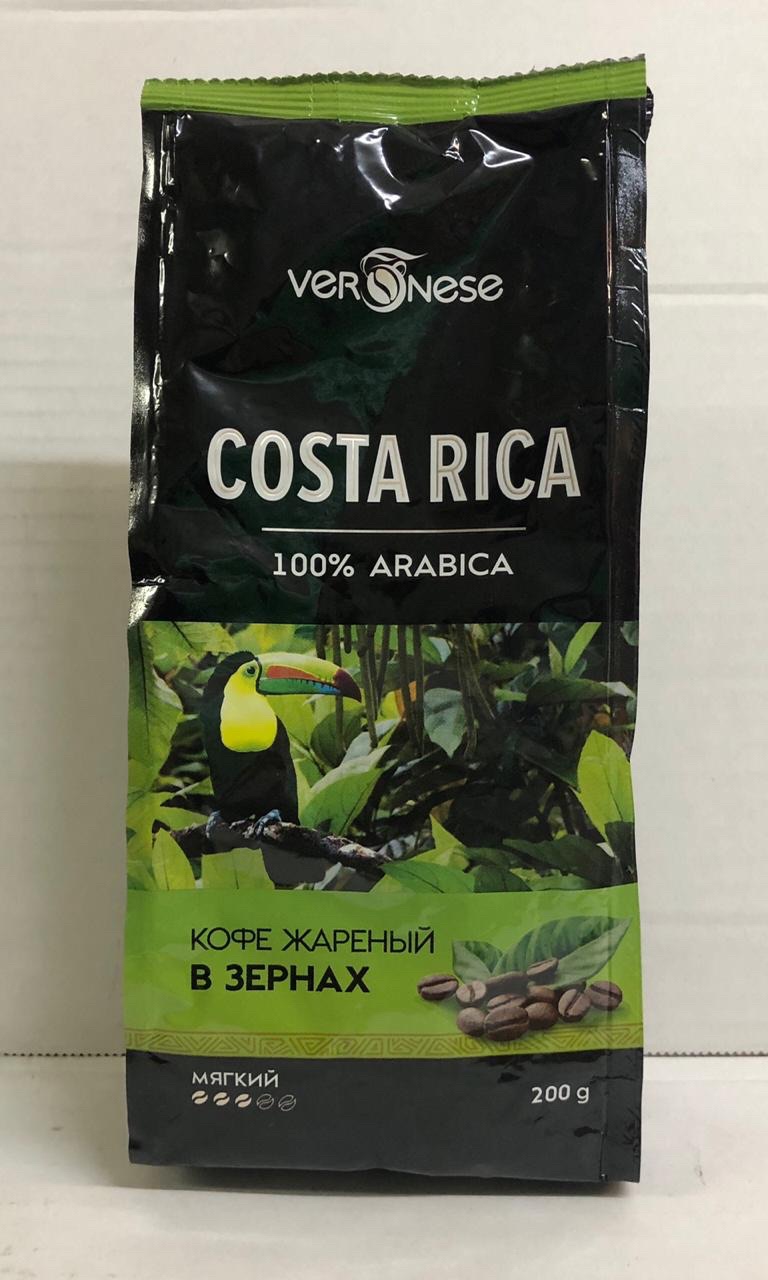 Veronese
COSTA RICA
100% ARABICA
КОФЕ ЖАРЕНЫЙ
В ЗЕРНАХ
МЯГКИЙ
200 g